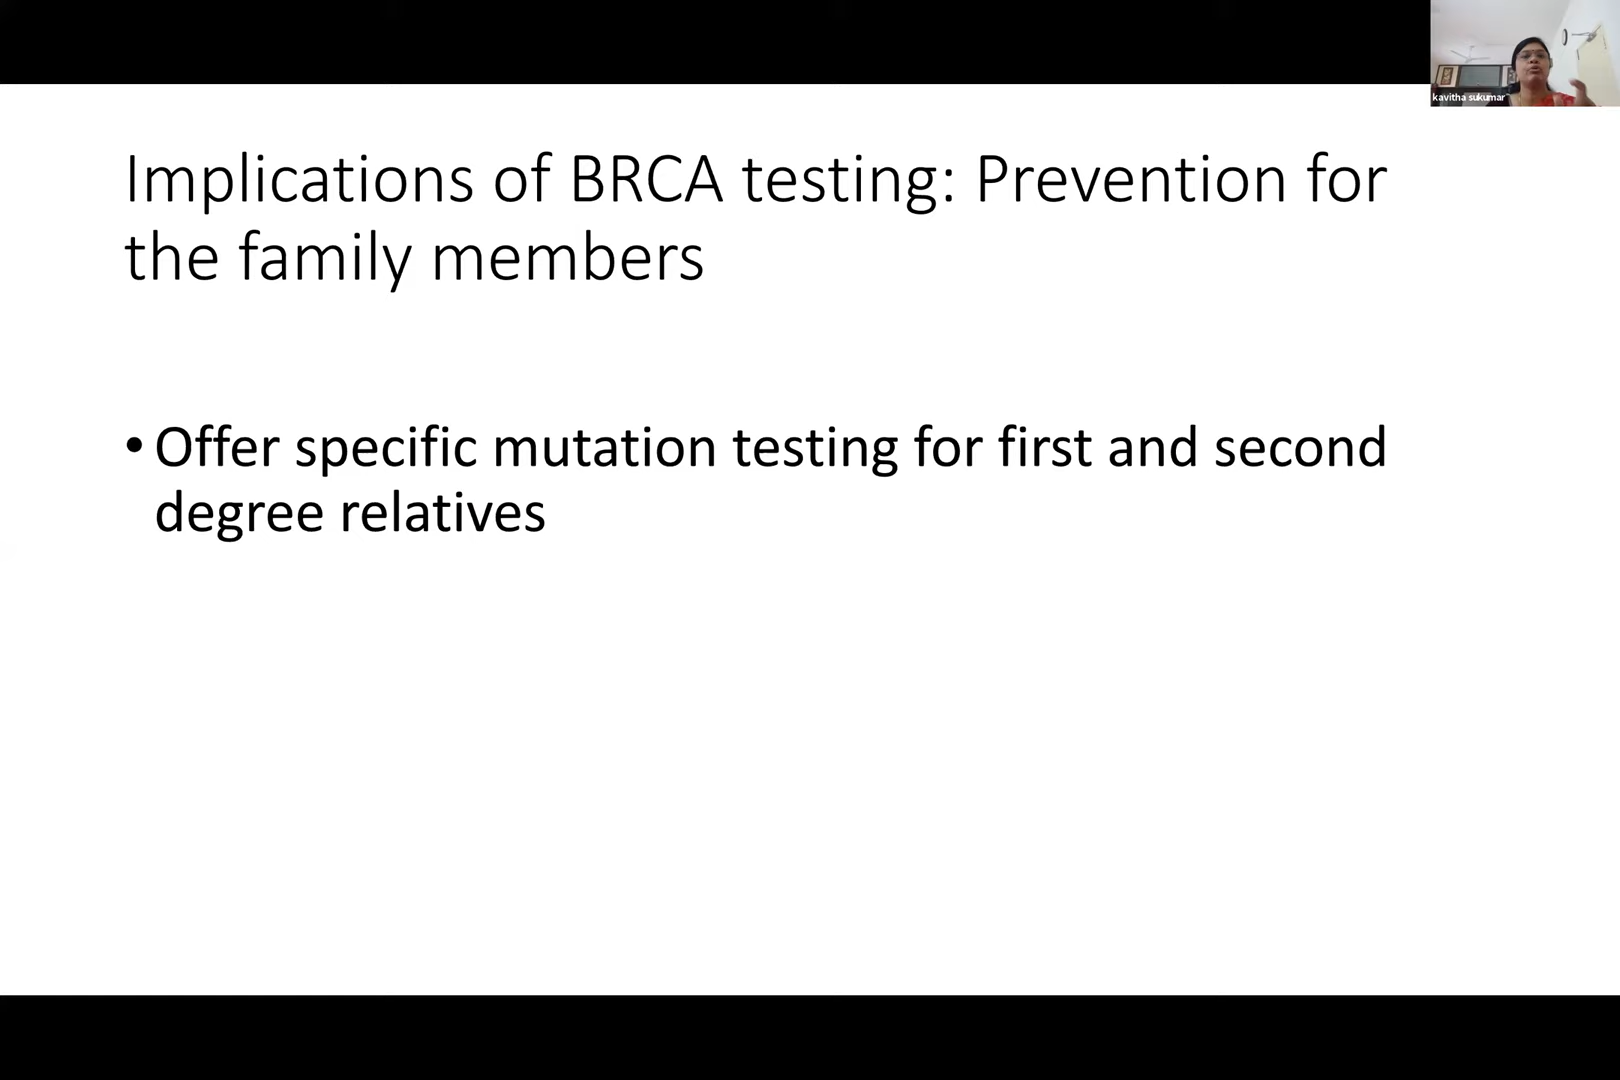 kavitha sukumar
Implications of BRCA testing: Prevention for
the family members
• Offer specific mutation testing for first and second
degree relatives